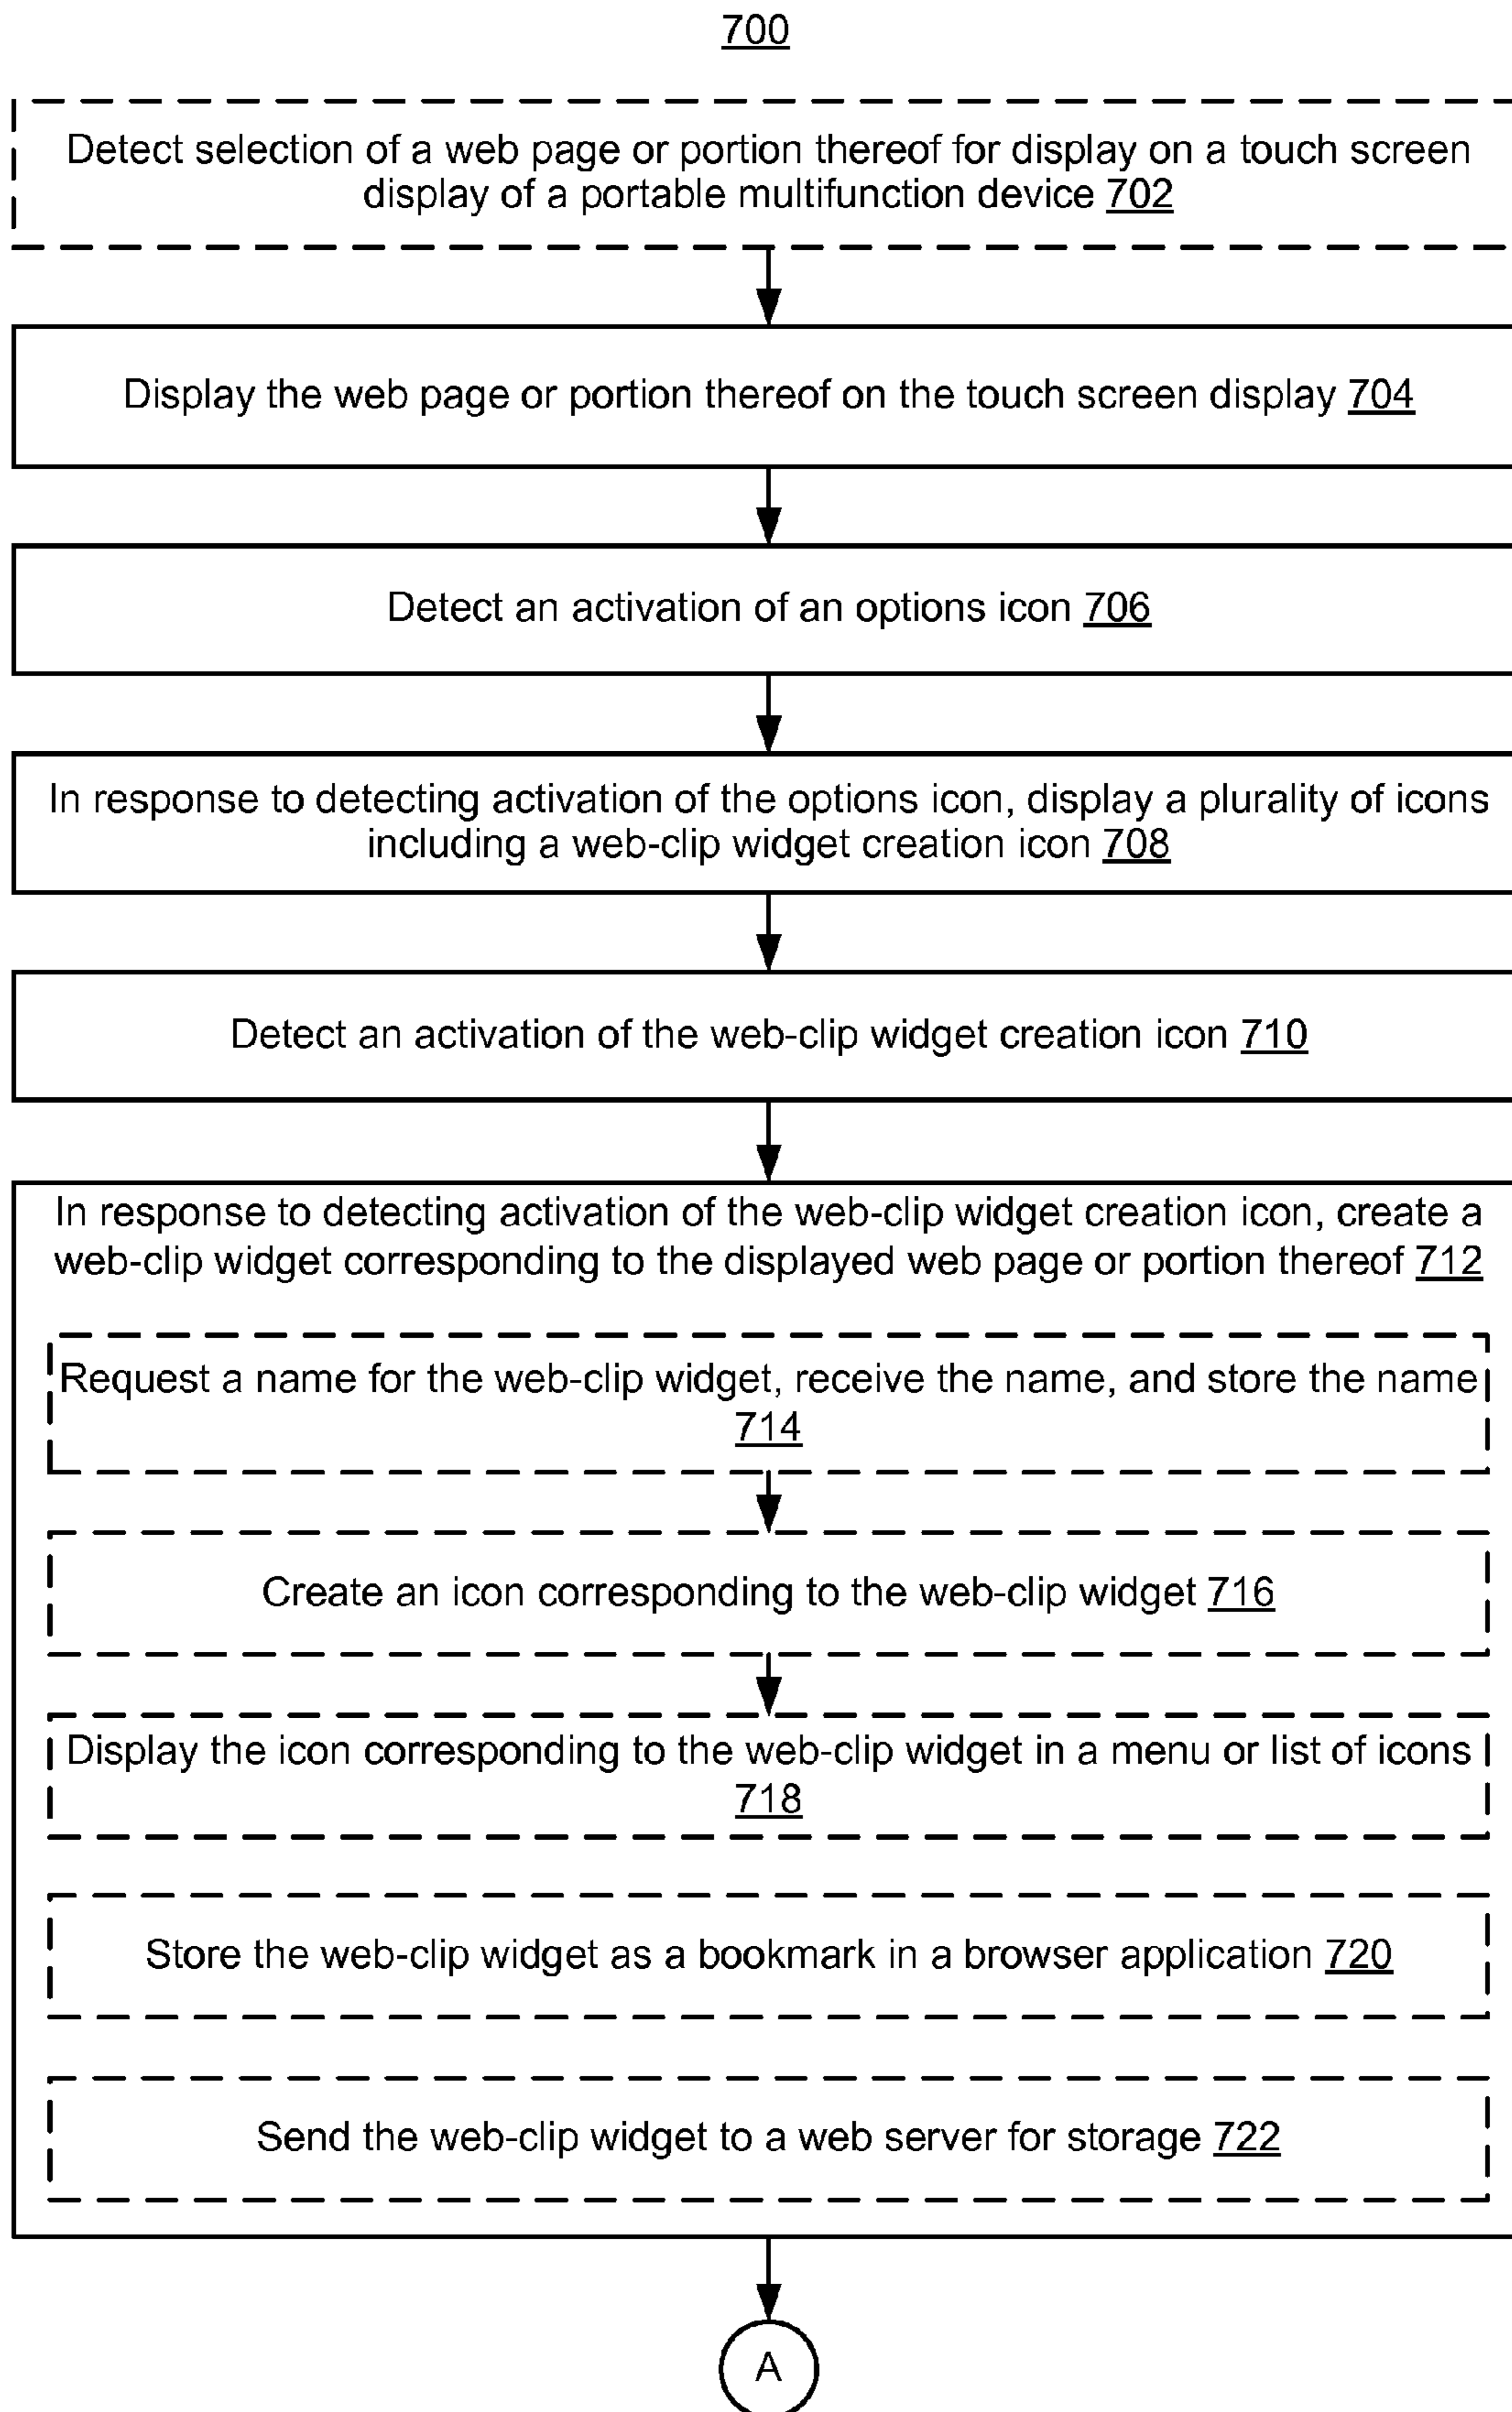 700
Detect selection of a web page or portion thereof for display on a touch screen
display of a portable multifunction device 702
Display the web page or portion thereof on the touch screen display 704
Detect an activation of an options icon 706
In response to detecting activation of the options icon, display a plurality of icons
including a web-clip widget creation icon 708
Detect an activation of the web-clip widget creation icon 710
In response to detecting activation of the web-clip widget creation icon, create a
web-clip widget corresponding to the displayed web page or portion thereof 712
Request a name for the web-clip widget, receive the name, and store the name
714
Create an icon corresponding to the web-clip widget 716
Display the icon corresponding to the web-clip widget in a menu or list of icons
718
Store the web-clip widget as a bookmark in a browser application 720
Send the web-clip widget to a web server for storage 722
A